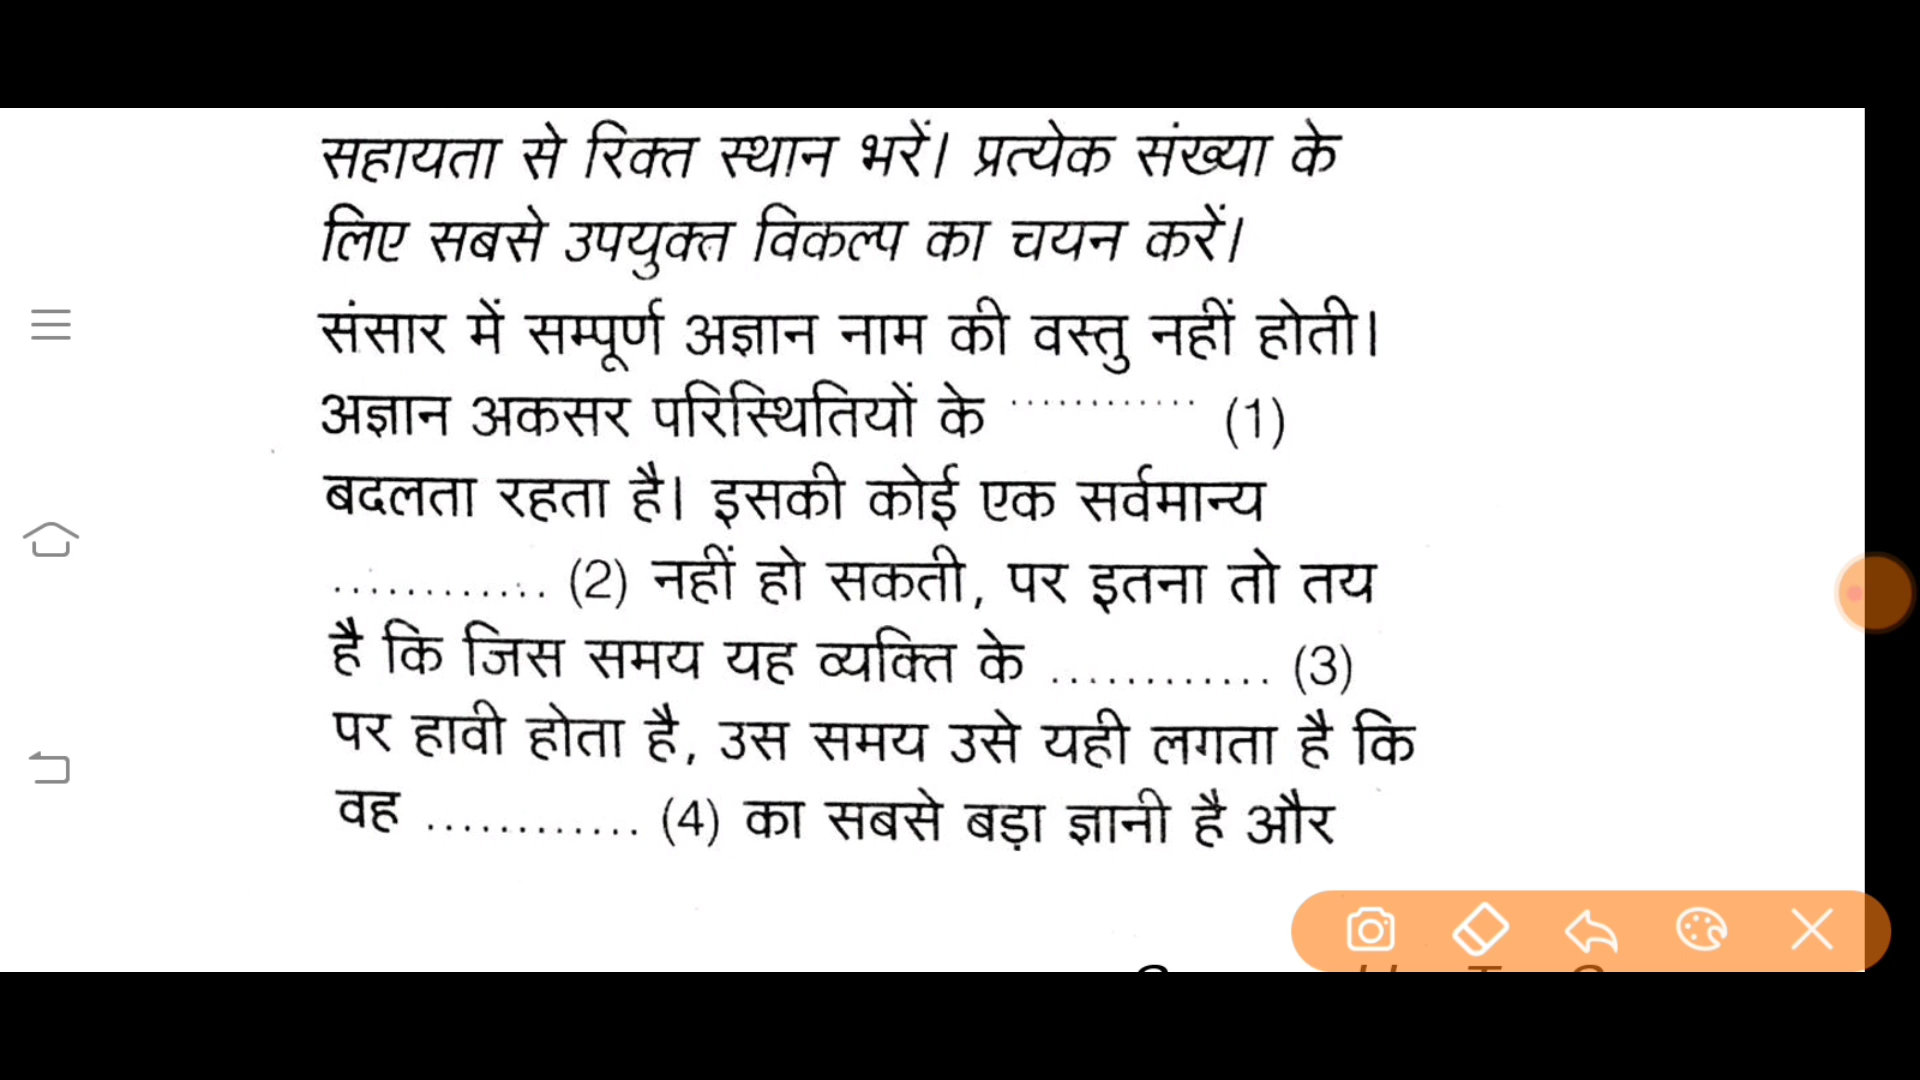 सहायता से रिक्त स्थान भरें। प्रत्येक संख्या के
लिए सबसे उपयुक्त विकल्प का चयन करें।
संसार में सम्पूर्ण अज्ञान नाम की वस्तु नहीं होती।
अज्ञान अकसर परिस्थितियों के ............ (1)
बदलता रहता है। इसकी कोई एक सर्वमान्य
............ (2) नहीं हो सकती, पर इतना तो तय
है कि जिस समय यह व्यक्ति के ............ (3)
पर हावी होता है, उस समय उसे यही लगता है कि
वह ............ (4) का सबसे बड़ा ज्ञानी है और